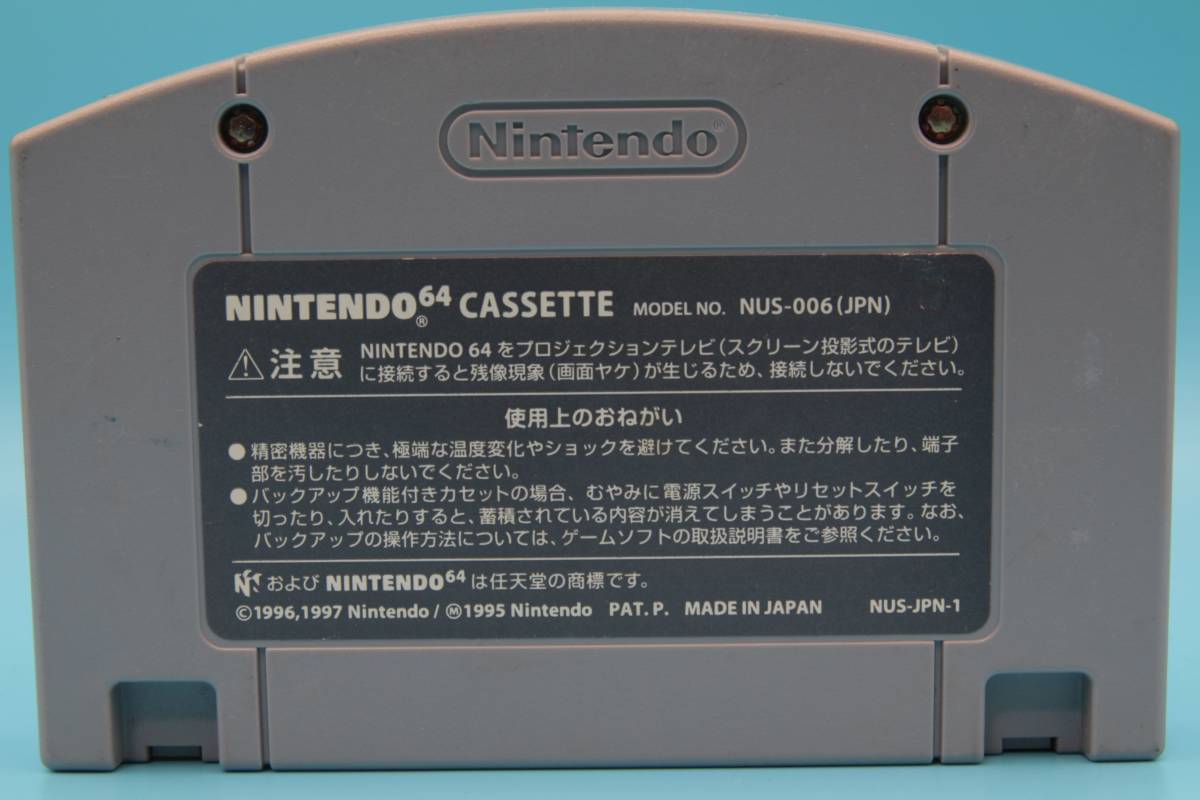 Nintendo®
NINTENDO64® CASSETTE MODEL NO. NUS-006(JPN)
⚠注意 NINTENDO 64をプロジェクションテレビ(スクリーン投影式のテレビ)
に接続すると残像現象(画面ヤケ)が生じるため、接続しないでください。
使用上のおねがい
●精密機器につき、極端な温度変化やショックを避けてください。また分解したり、端子
部を汚したりしないでください。
●バックアップ機能付きカセットの場合、むやみに電源スイッチやリセットスイッチを
切ったり、入れたりすると、蓄積されている内容が消えてしまうことがあります。なお、
バックアップの操作方法については、ゲームソフトの取扱説明書をご参照ください。
および NINTENDO64 は任天堂の商標です。
©1996,1997 Nintendo / Ⓜ1995 Nintendo PAT. P. MADE IN JAPAN NUS-JPN-1